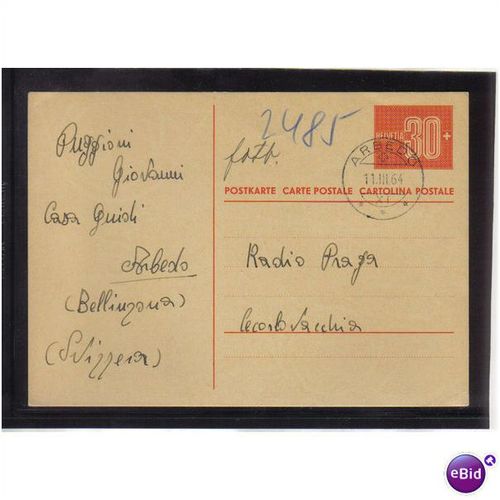 Puggioni
Giovanni
Casa Guidi
Arbedo
(Bellinzona)
(Svizzera)
2485
foto.
HELVETIA 30+
ARBEDO
11.III.64
POSTKARTE CARTE POSTALE CARTOLINA POSTALE
Radio Praga
Cecoslovacchia
eBid